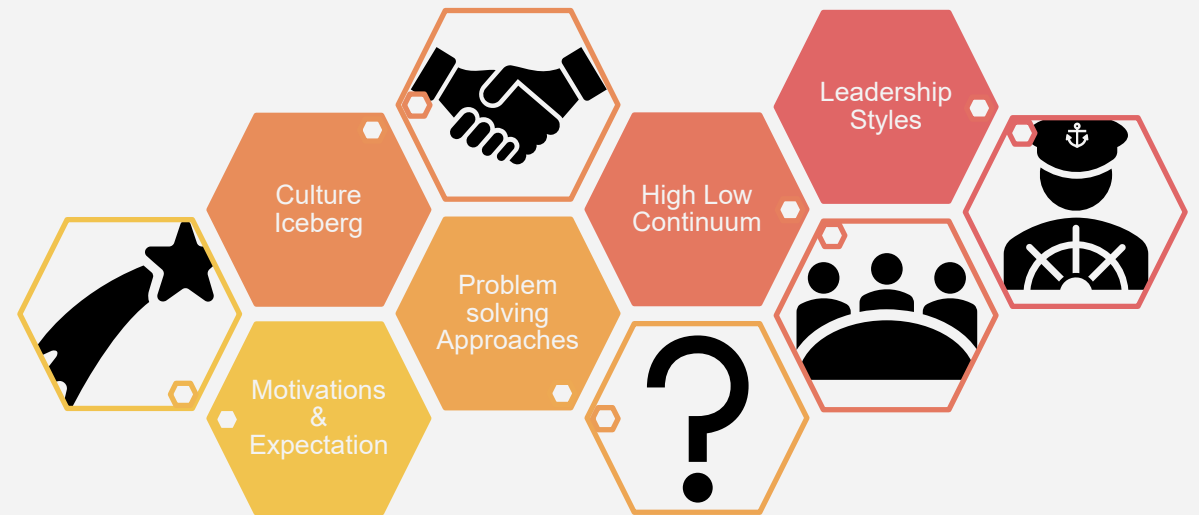 Motivations
&
Expectation
Culture
Iceberg
Problem
solving
Approaches
High Low
Continuum
Leadership
Styles